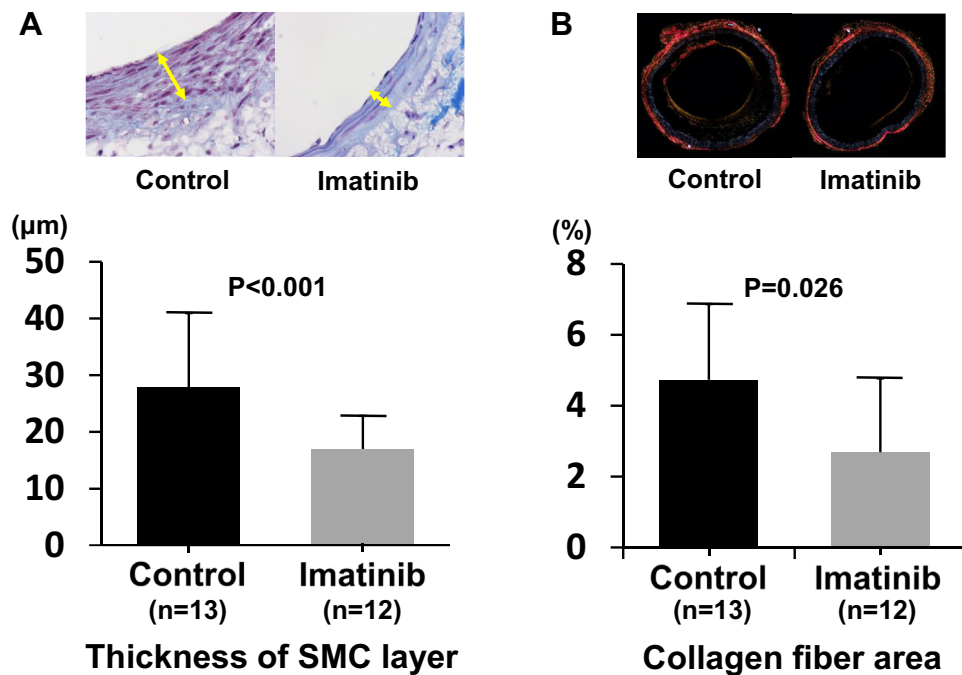 A
Control
Imatinib
(μm)
50
40
30
20
10
0
P<0.001
Control
(n=13)
Imatinib
(n=12)
Thickness of SMC layer
B
Control
Imatinib
(%)
8
6
4
2
0
P=0.026
Control
(n=13)
Imatinib
(n=12)
Collagen fiber area